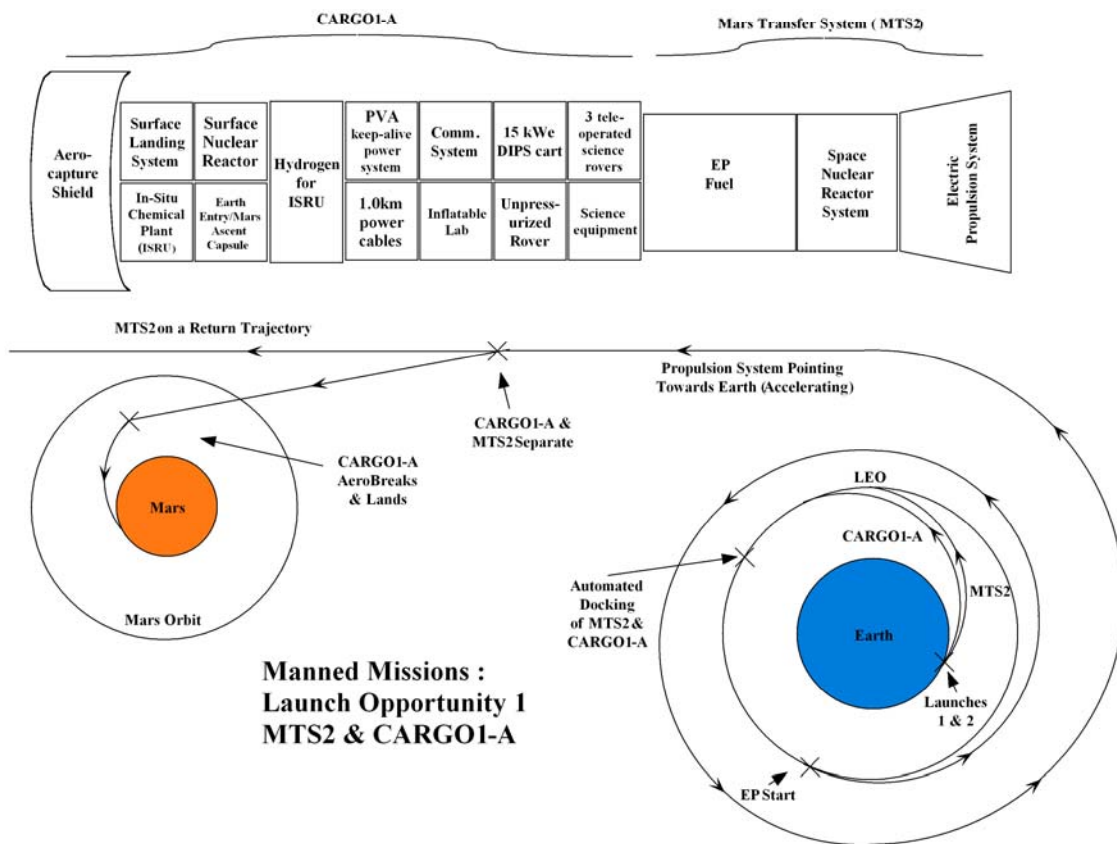 CARGO1-A
Mars Transfer System ( MTS2)
Aero-
capture
Shield
Surface
Landing
System
Surface
Nuclear
Reactor
Hydrogen
for
ISRU
PVA
keep-alive
power
system
Comm.
System
15 kWe
DIPS cart
3 tele-
operated
science
rovers
In-Situ
Chemical
Plant
(ISRU)
Earth
Entry/Mars
Ascent
Capsule
1.0km
power
cables
Inflatable
Lab
Unpress-
urized
Rover
Science
equipment
EP
Fuel
Space
Nuclear
Reactor
System
Electric
Propulsion System
MTS2 on a Return Trajectory
Propulsion System Pointing
Towards Earth (Accelerating)
CARGO1-A &
MTS2 Separate
CARGO1-A
AeroBreaks
& Lands
Mars
Mars Orbit
LEO
CARGO1-A
MTS2
Automated
Docking
of MTS2 &
CARGO1-A
Earth
Launches
1 & 2
EP Start
Manned Missions :
Launch Opportunity 1
MTS2 & CARGO1-A